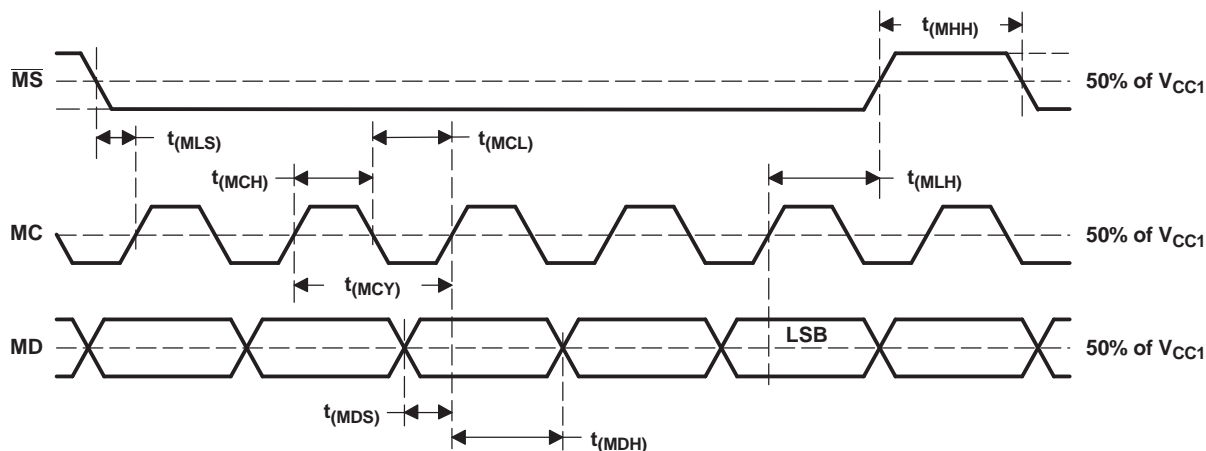 t(MHH)
MS
50% of VCC1
t(MLS)
t(MCL)
t(MCH)
t(MLH)
MC
50% of VCC1
t(MCY)
MD
LSB
50% of VCC1
t(MDS)
t(MDH)